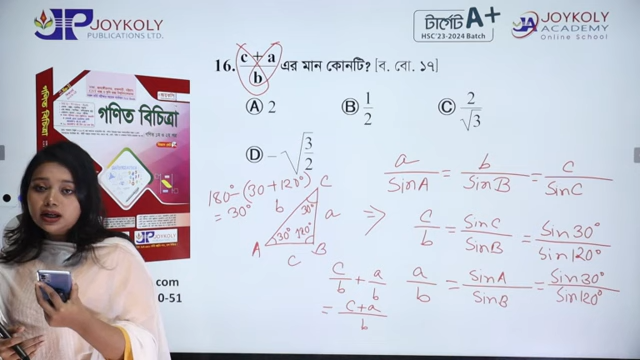 JOYKOLY
PUBLICATIONS LTD.
টার্গেট A+
HSC'23-2024 Batch
JOYKOLY
ACADEMY
Online School
16. (c + a)/b এর মান কোনটি? [ব. বো. ১৭]
গণিত বিচিত্রা
A 2
B 1/2
C 2/√3
D -√(3/2)
180° - (30 + 120°)
= 30°
A
B
C
b
a
c
30°
30°
120°
a/SinA = b/SinB = c/SinC
⇒ c/b = SinC/SinB = Sin30°/Sin120°
c/b + a/b
= (c+a)/b
a/b = SinA/SinB = Sin30°/Sin120°
JOYKOLY
com
0-51